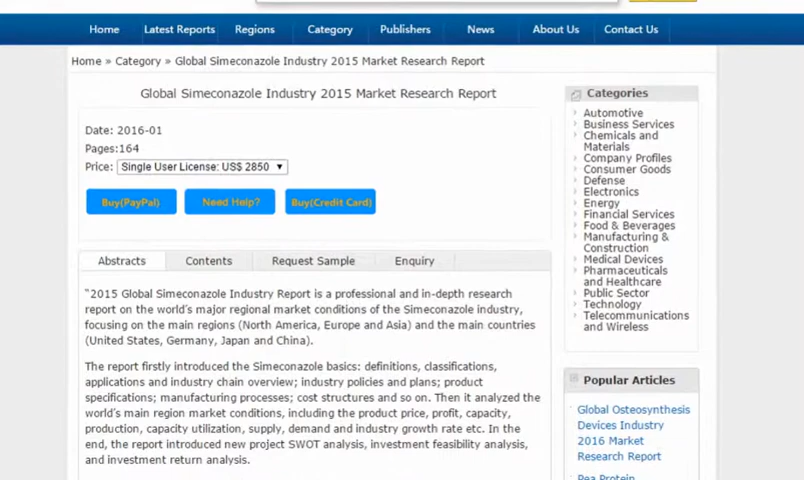 Home Latest Reports Regions Category Publishers News About Us Contact Us
Home » Category » Global Simeconazole Industry 2015 Market Research Report
Global Simeconazole Industry 2015 Market Research Report
Date: 2016-01
Pages:164
Price: Single User License: US$ 2850
Buy(PayPal) Need Help? Buy(Credit Card)
Abstracts Contents Request Sample Enquiry
"2015 Global Simeconazole Industry Report is a professional and in-depth research
report on the world's major regional market conditions of the Simeconazole industry,
focusing on the main regions (North America, Europe and Asia) and the main countries
(United States, Germany, Japan and China).
The report firstly introduced the Simeconazole basics: definitions, classifications,
applications and industry chain overview; industry policies and plans; product
specifications; manufacturing processes; cost structures and so on. Then it analyzed the
world's main region market conditions, including the product price, profit, capacity,
production, capacity utilization, supply, demand and industry growth rate etc. In the
end, the report introduced new project SWOT analysis, investment feasibility analysis,
and investment return analysis.
Categories
Automotive
Business Services
Chemicals and
Materials
Company Profiles
Consumer Goods
Defense
Electronics
Energy
Financial Services
Food & Beverages
Manufacturing &
Construction
Medical Devices
Pharmaceuticals
and Healthcare
Public Sector
Technology
Telecommunications
and Wireless
Popular Articles
Global Osteosynthesis
Devices Industry
2016 Market
Research Report
Pea Protein